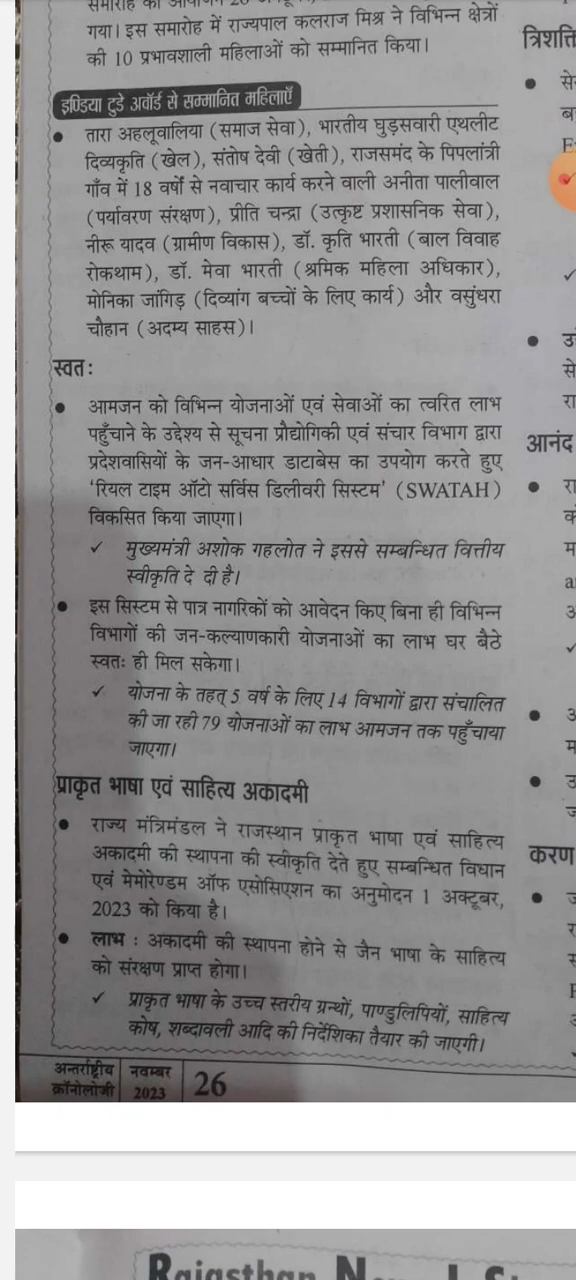 गया। इस समारोह में राज्यपाल कलराज मिश्र ने विभिन्न क्षेत्रों
की 10 प्रभावशाली महिलाओं को सम्मानित किया।
इण्डिया टुडे अवॉर्ड से सम्मानित महिलाएँ
• तारा अहलूवालिया (समाज सेवा), भारतीय घुड़सवारी एथलीट
दिव्यकृति (खेल), संतोष देवी (खेती), राजसमंद के पिपलांत्री
गाँव में 18 वर्षों से नवाचार कार्य करने वाली अनीता पालीवाल
(पर्यावरण संरक्षण), प्रीति चन्द्रा (उत्कृष्ट प्रशासनिक सेवा),
नीरू यादव (ग्रामीण विकास), डॉ. कृति भारती (बाल विवाह
रोकथाम), डॉ. मेवा भारती (श्रमिक महिला अधिकार),
मोनिका जांगिड़ (दिव्यांग बच्चों के लिए कार्य) और वसुंधरा
चौहान (अदम्य साहस)।
स्वतः
• आमजन को विभिन्न योजनाओं एवं सेवाओं का त्वरित लाभ
पहुँचाने के उद्देश्य से सूचना प्रौद्योगिकी एवं संचार विभाग द्वारा
प्रदेशवासियों के जन-आधार डाटाबेस का उपयोग करते हुए
'रियल टाइम ऑटो सर्विस डिलीवरी सिस्टम' (SWATAH)
विकसित किया जाएगा।
✓ मुख्यमंत्री अशोक गहलोत ने इससे सम्बन्धित वित्तीय
स्वीकृति दे दी है।
• इस सिस्टम से पात्र नागरिकों को आवेदन किए बिना ही विभिन्न
विभागों की जन-कल्याणकारी योजनाओं का लाभ घर बैठे
स्वतः ही मिल सकेगा।
✓ योजना के तहत् 5 वर्ष के लिए 14 विभागों द्वारा संचालित
की जा रही 79 योजनाओं का लाभ आमजन तक पहुँचाया
जाएगा।
प्राकृत भाषा एवं साहित्य अकादमी
• राज्य मंत्रिमंडल ने राजस्थान प्राकृत भाषा एवं साहित्य
अकादमी की स्थापना की स्वीकृति देते हुए सम्बन्धित विधान
एवं मेमोरेण्डम ऑफ एसोसिएशन का अनुमोदन 1 अक्टूबर,
2023 को किया है।
• लाभ : अकादमी की स्थापना होने से जैन भाषा के साहित्य
को संरक्षण प्राप्त होगा।
✓ प्राकृत भाषा के उच्च स्तरीय ग्रन्थों, पाण्डुलिपियों, साहित्य
कोष, शब्दावली आदि की निर्देशिका तैयार की जाएगी।
अन्तर्राष्ट्रीय नवम्बर
क्रॉनोलोजी 2023 26
आनंद
करण
Rajasthan